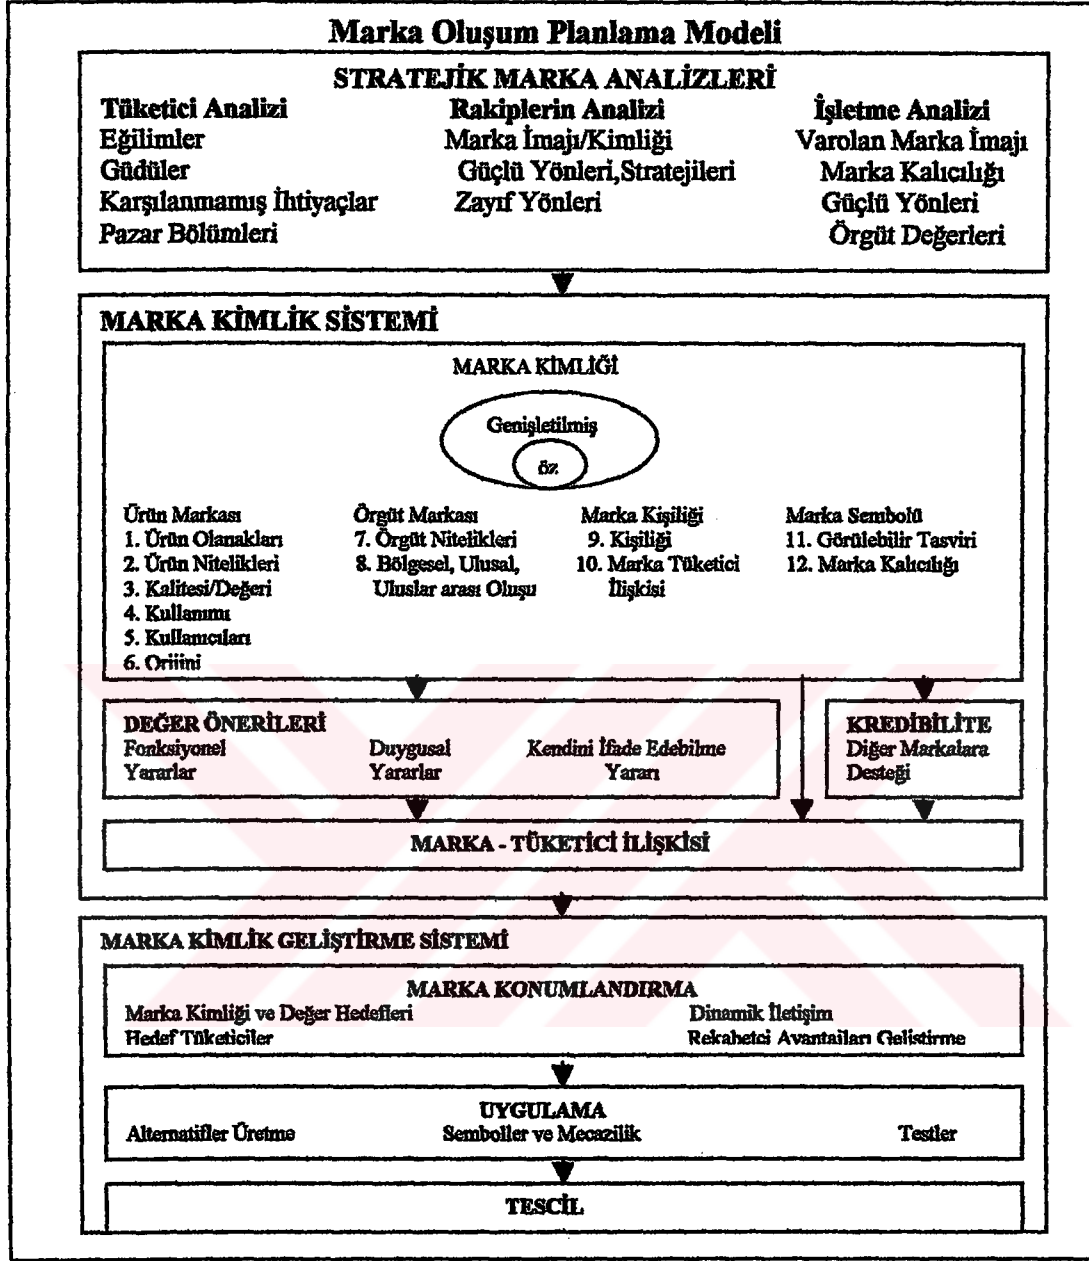 Marka Oluşum Planlama Modeli
STRATEJİK MARKA ANALİZLERİ
Tüketici Analizi Rakiplerin Analizi İşletme Analizi
Eğilimler Marka İmajı/Kimliği Varolan Marka İmajı
Güdüler Güçlü Yönleri,Stratejileri Marka Kalıcılığı
Karşılanmamış İhtiyaçlar Zayıf Yönleri Güçlü Yönleri
Pazar Bölümleri Örgüt Değerleri
MARKA KİMLİK SİSTEMİ
MARKA KİMLİĞİ
Genişletilmiş
öz
Ürün Markası Örgüt Markası Marka Kişiliği Marka Sembolü
1. Ürün Olanakları 7. Örgüt Nitelikleri 9. Kişiliği 11. Görülebilir Tasviri
2. Ürün Nitelikleri 8. Bölgesel, Ulusal, 10. Marka Tüketici 12. Marka Kalıcılığı
3. Kalitesi/Değeri Uluslar arası Oluşu İlişkisi
4. Kullanımı
5. Kullanıcıları
6. Orijini
DEĞER ÖNERİLERİ KREDİBİLİTE
Fonksiyonel Duygusal Kendini İfade Edebilme Diğer Markalara
Yararlar Yararlar Yararı Desteği
MARKA - TÜKETİCİ İLİŞKİSİ
MARKA KİMLİK GELİŞTİRME SİSTEMİ
MARKA KONUMLANDIRMA
Marka Kimliği ve Değer Hedefleri Dinamik İletişim
Hedef Tüketiciler Rekabetci Avantajları Geliştirme
UYGULAMA
Alternatifler Üretme Semboller ve Mecazilik Testler
TESCİL